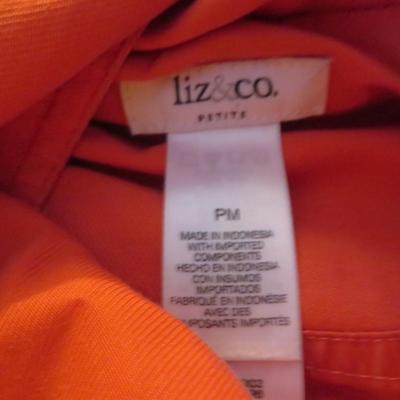 liz&co.
PETITE
PM
MADE IN INDONESIA
WITH IMPORTED
COMPONENTS
HECHO EN INDONESIA
CON INSUMOS
IMPORTADOS
FABRIQUÉ EN INDONÉSIE
AVEC DES
COMPOSANTS IMPORTÉS